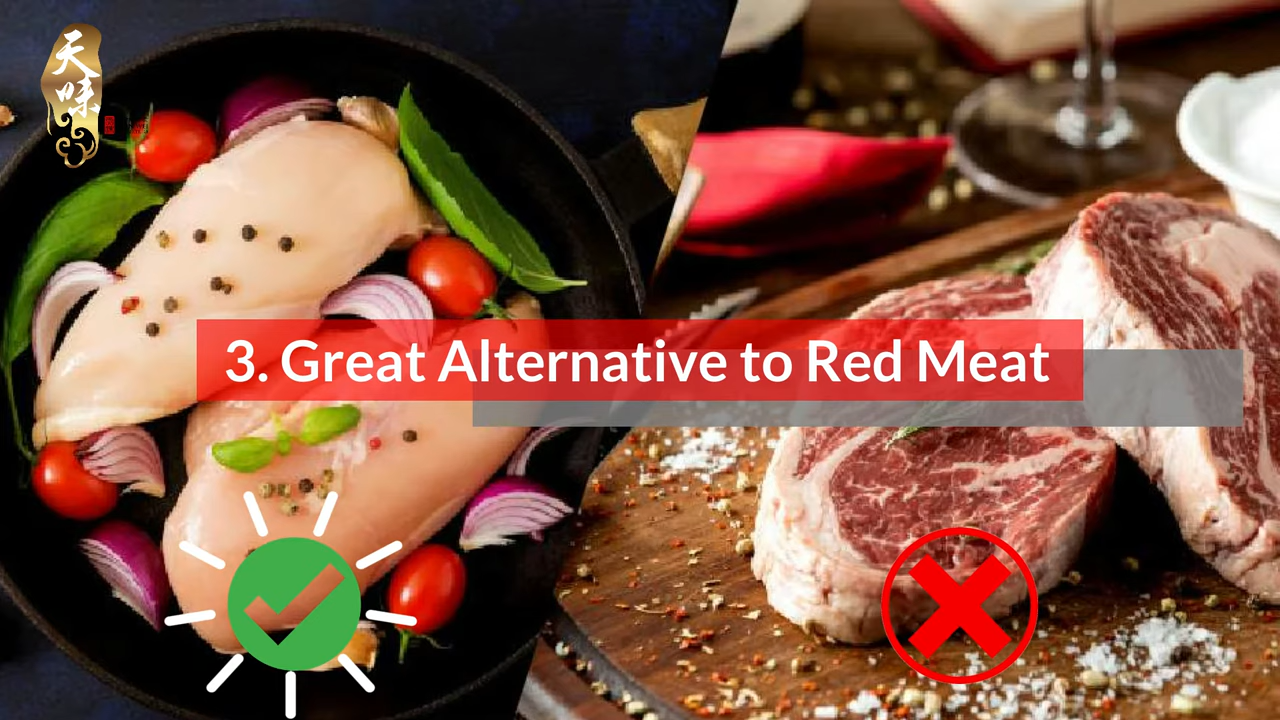 天
味
3. Great Alternative to Red Meat